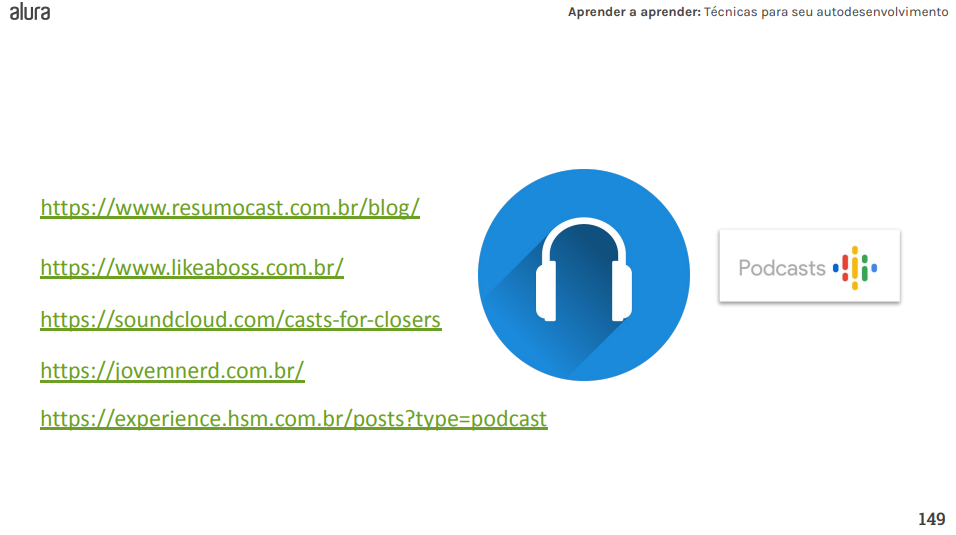 alura
Aprender a aprender: Técnicas para seu autodesenvolvimento
https://www.resumocast.com.br/blog/
https://www.likeaboss.com.br/
https://soundcloud.com/casts-for-closers
https://jovemnerd.com.br/
https://experience.hsm.com.br/posts?type=podcast
Podcasts
149